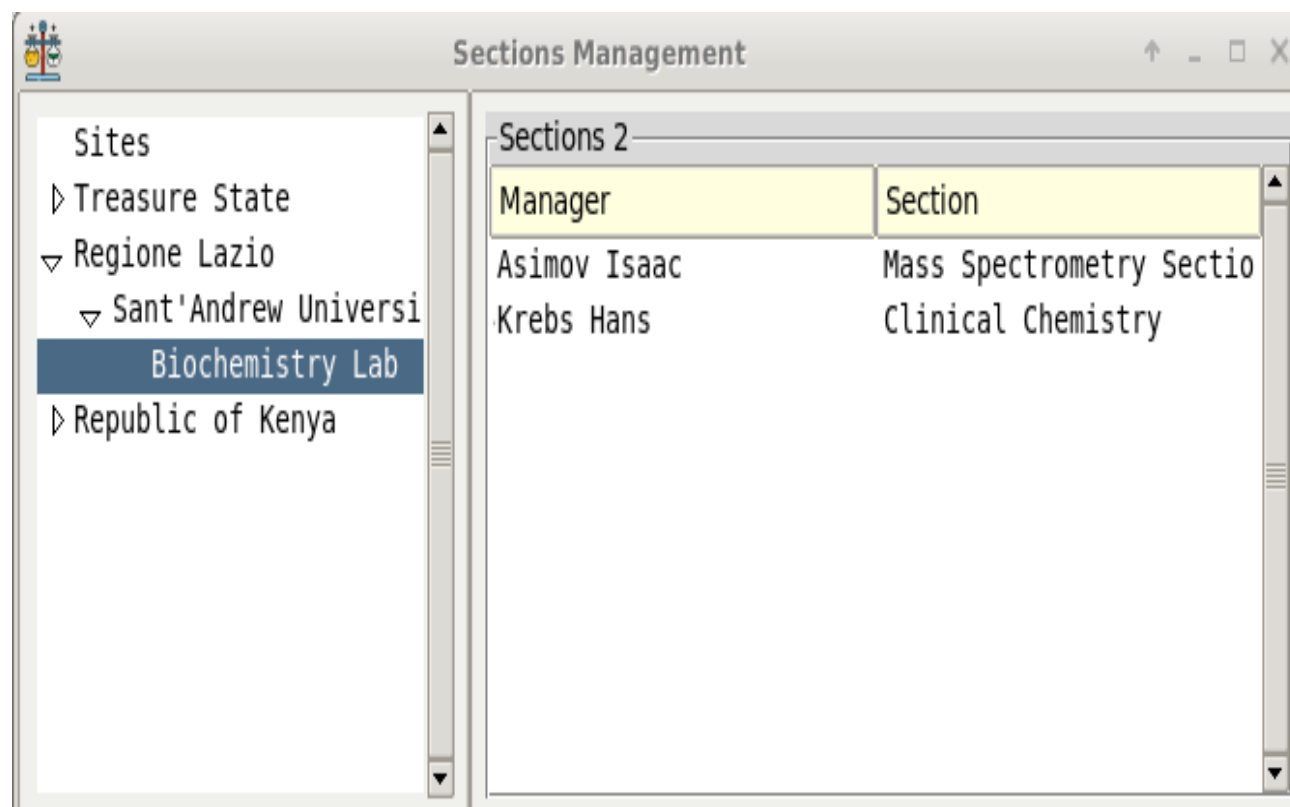 Sections Management
Sites
Treasure State
Regione Lazio
Sant'Andrew Universi
Biochemistry Lab
Republic of Kenya
Sections 2
Manager Section
Asimov Isaac Mass Spectrometry Sectio
Krebs Hans Clinical Chemistry